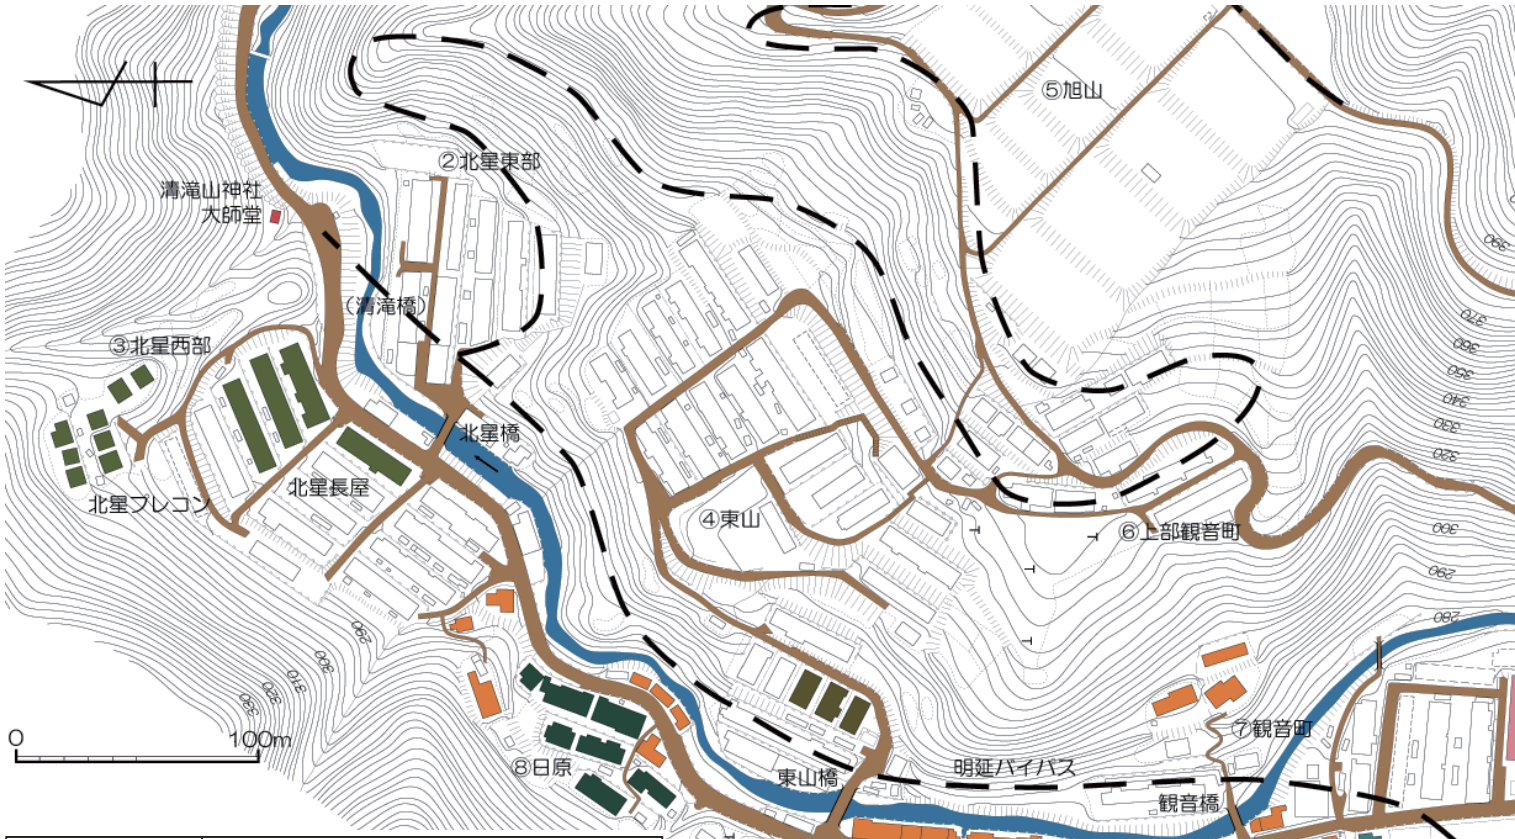 ⑤旭山
②北星東部
清滝山神社
大師堂
390
(清滝橋)
370
③北星西部
360
350
340
330
北星橋
320
北星長屋
北星プレコン
④東山
⑥上部観音町
300
290
280
290
300
310
320
330
0
100m
⑦観音町
⑧日原
東山橋
明延バイパス
観音橋
T
T
T
T